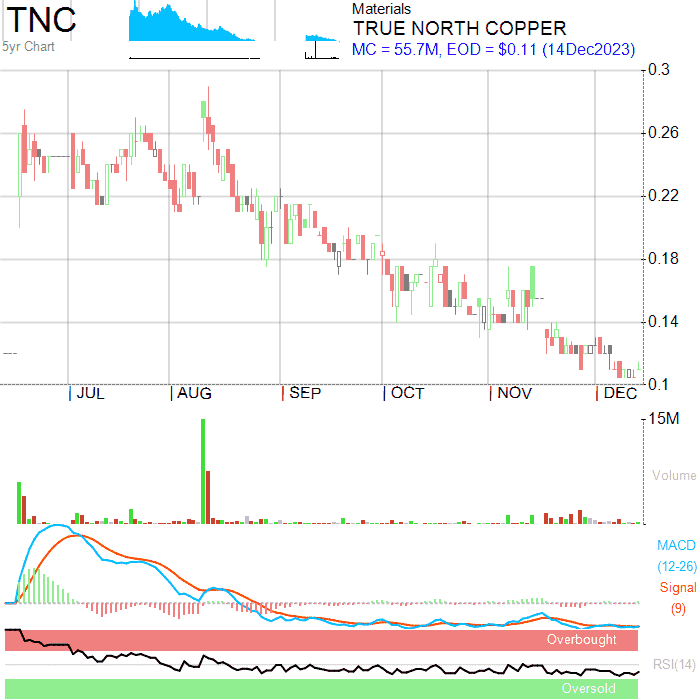 TNC
5yr Chart
Materials
TRUE NORTH COPPER
MC = 55.7M, EOD = $0.11 (14Dec2023)
0.3
0.26
0.22
0.18
0.14
0.1
JUL AUG SEP OCT NOV DEC
15M
Volume
MACD
(12-26)
Signal
(9)
Overbought
RSI(14)
Oversold